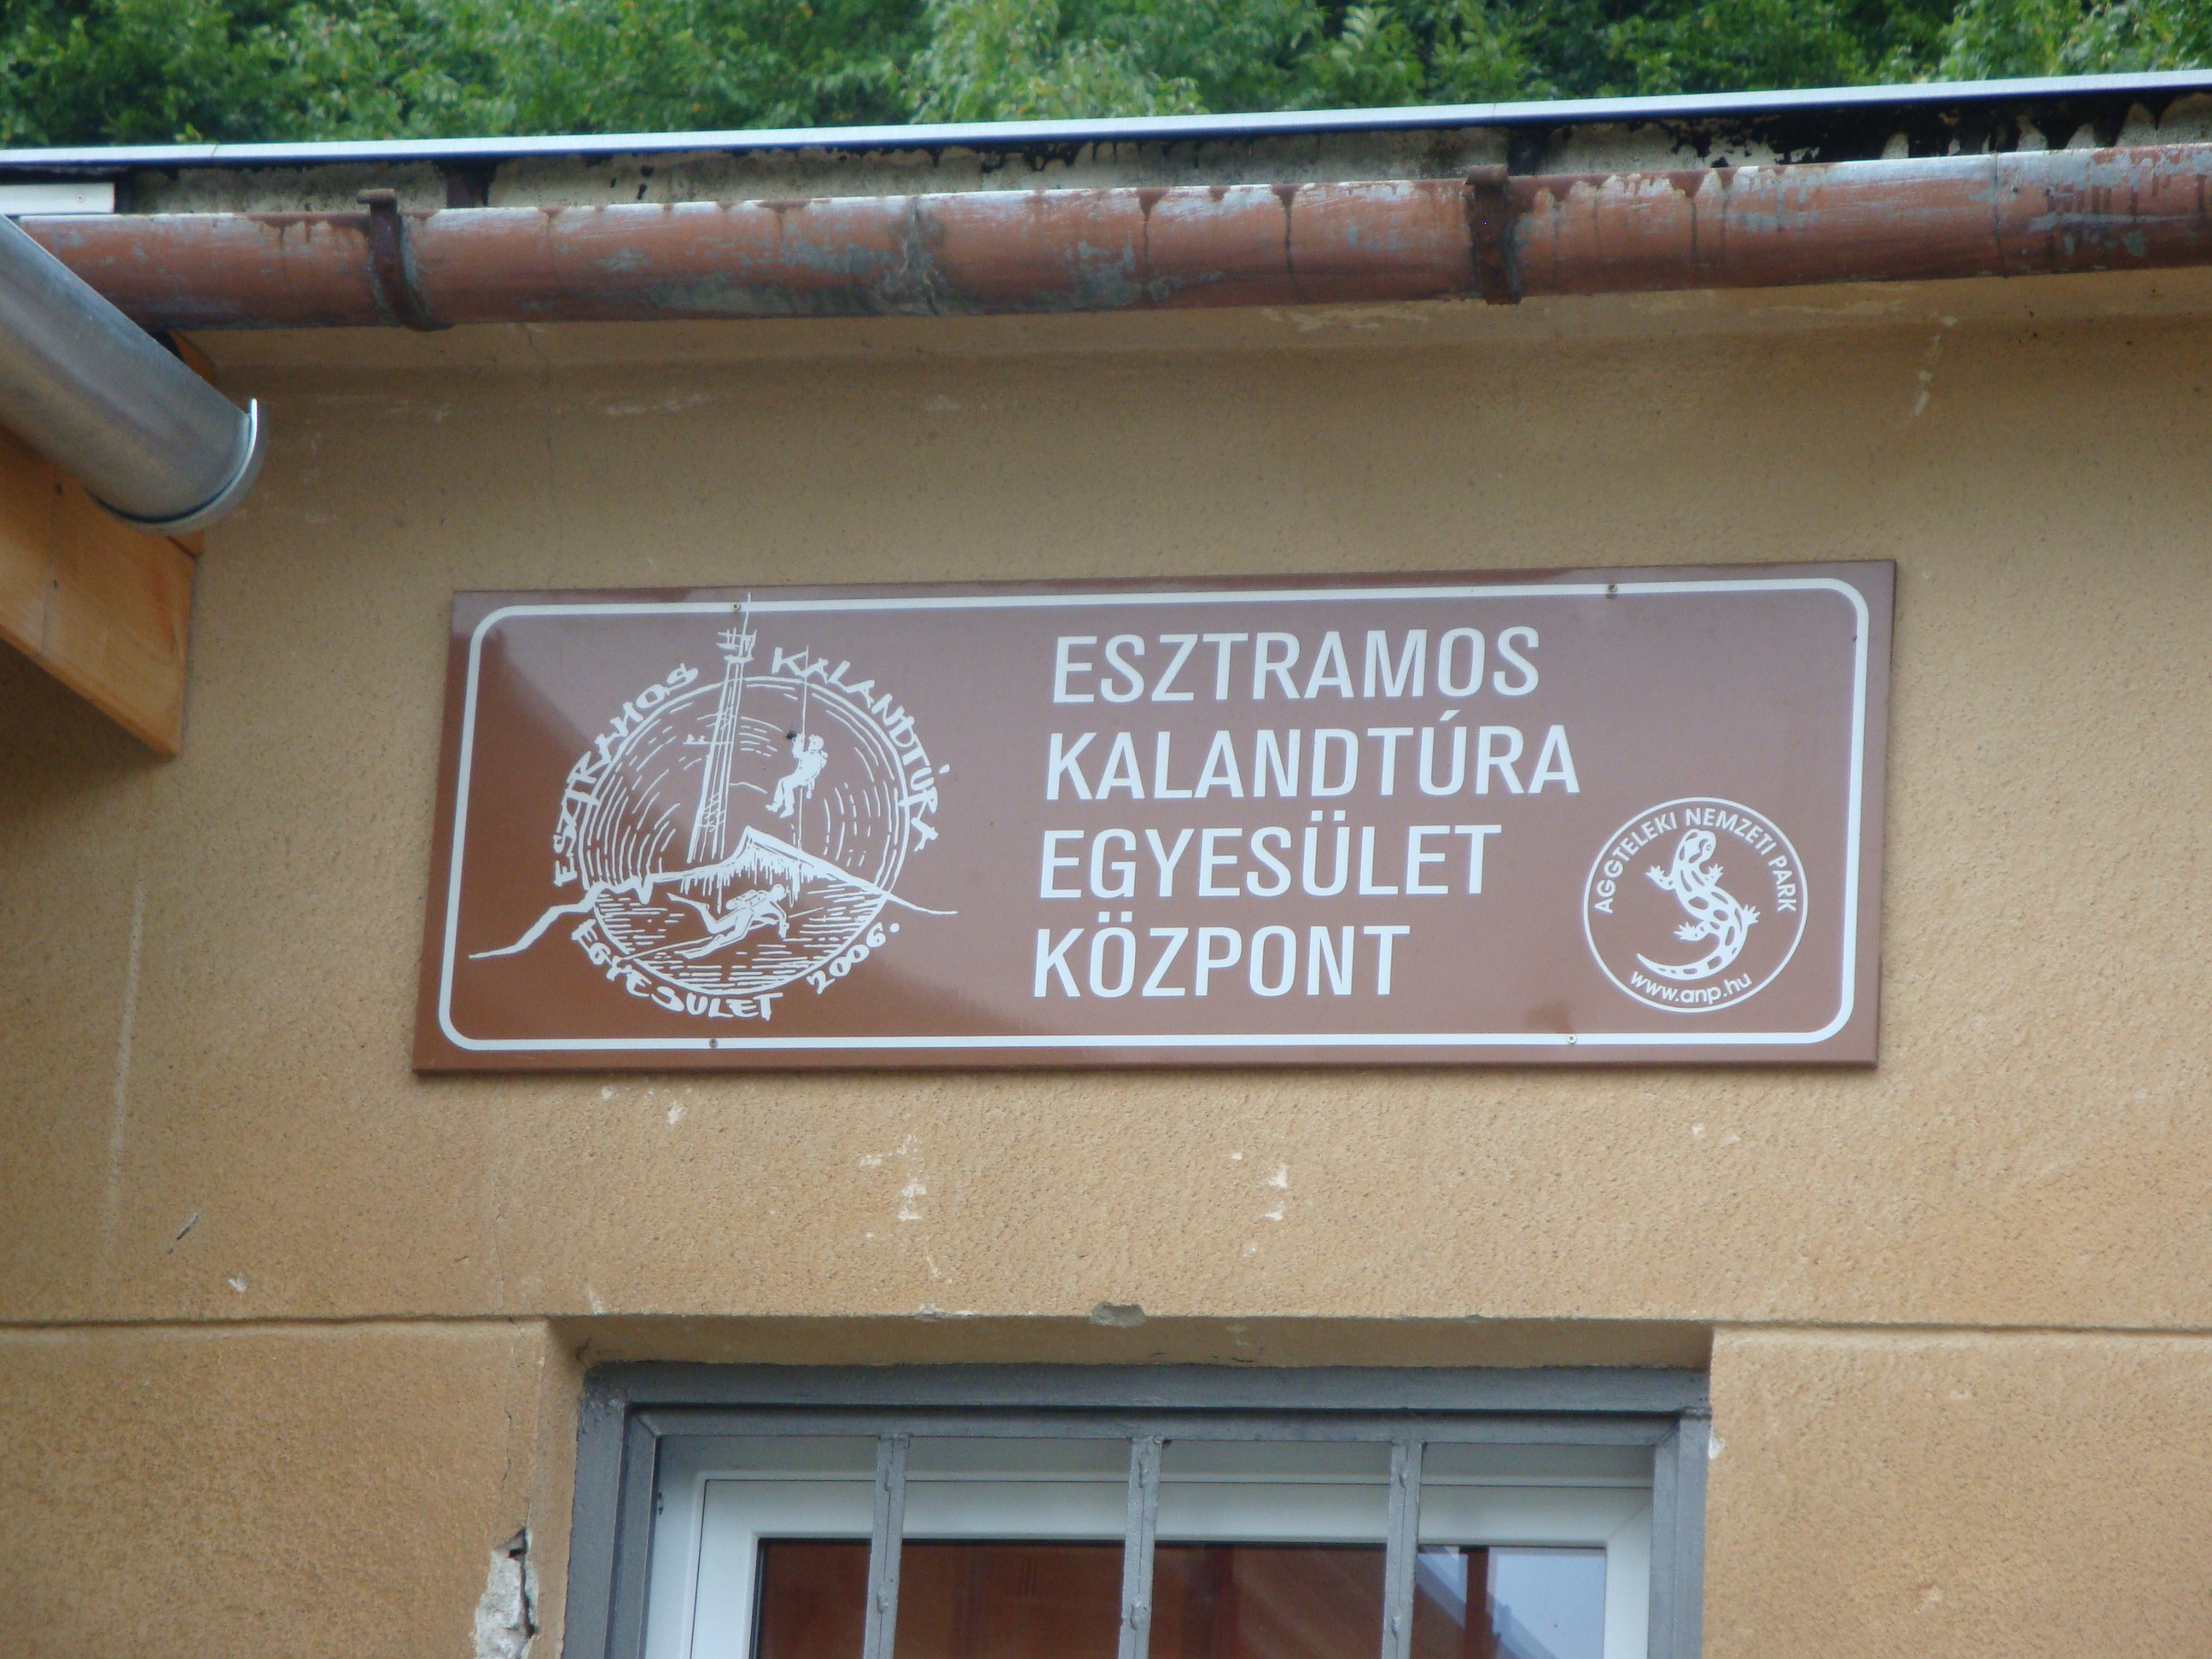 ESZTRAMOS KALANDTÚRA
EGYESÜLET 2006.
ESZTRAMOS
KALANDTÚRA
EGYESÜLET
KÖZPONT
AGGTELEKI NEMZETI PARK
www.anp.hu